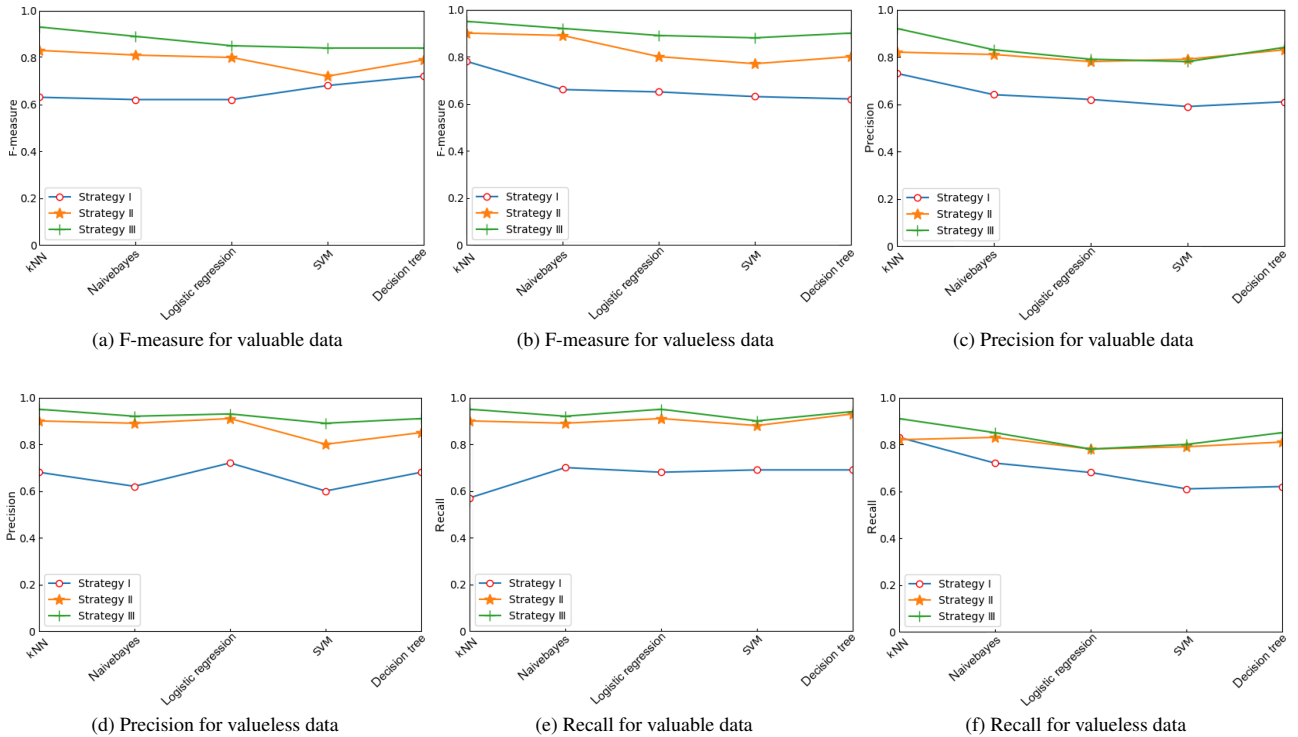 1.0
0.8
0.6
0.4
0.2
0
F-measure
Strategy Ⅰ
Strategy Ⅱ
Strategy Ⅲ
kNN
Naivebayes
Logistic regression
SVM
Decision tree
(a) F-measure for valuable data
1.0
0.8
0.6
0.4
0.2
0
F-measure
Strategy Ⅰ
Strategy Ⅱ
Strategy Ⅲ
kNN
Naivebayes
Logistic regression
SVM
Decision tree
(b) F-measure for valueless data
1.0
0.8
0.6
0.4
0.2
0
Precision
Strategy Ⅰ
Strategy Ⅱ
Strategy Ⅲ
kNN
Naivebayes
Logistic regression
SVM
Decision tree
(c) Precision for valuable data
1.0
0.8
0.6
0.4
0.2
0
Precision
Strategy Ⅰ
Strategy Ⅱ
Strategy Ⅲ
kNN
Naivebayes
Logistic regression
SVM
Decision tree
(d) Precision for valueless data
1.0
0.8
0.6
0.4
0.2
0
Recall
Strategy Ⅰ
Strategy Ⅱ
Strategy Ⅲ
kNN
Naivebayes
Logistic regression
SVM
Decision tree
(e) Recall for valuable data
1.0
0.8
0.6
0.4
0.2
0
Recall
Strategy Ⅰ
Strategy Ⅱ
Strategy Ⅲ
kNN
Naivebayes
Logistic regression
SVM
Decision tree
(f) Recall for valueless data